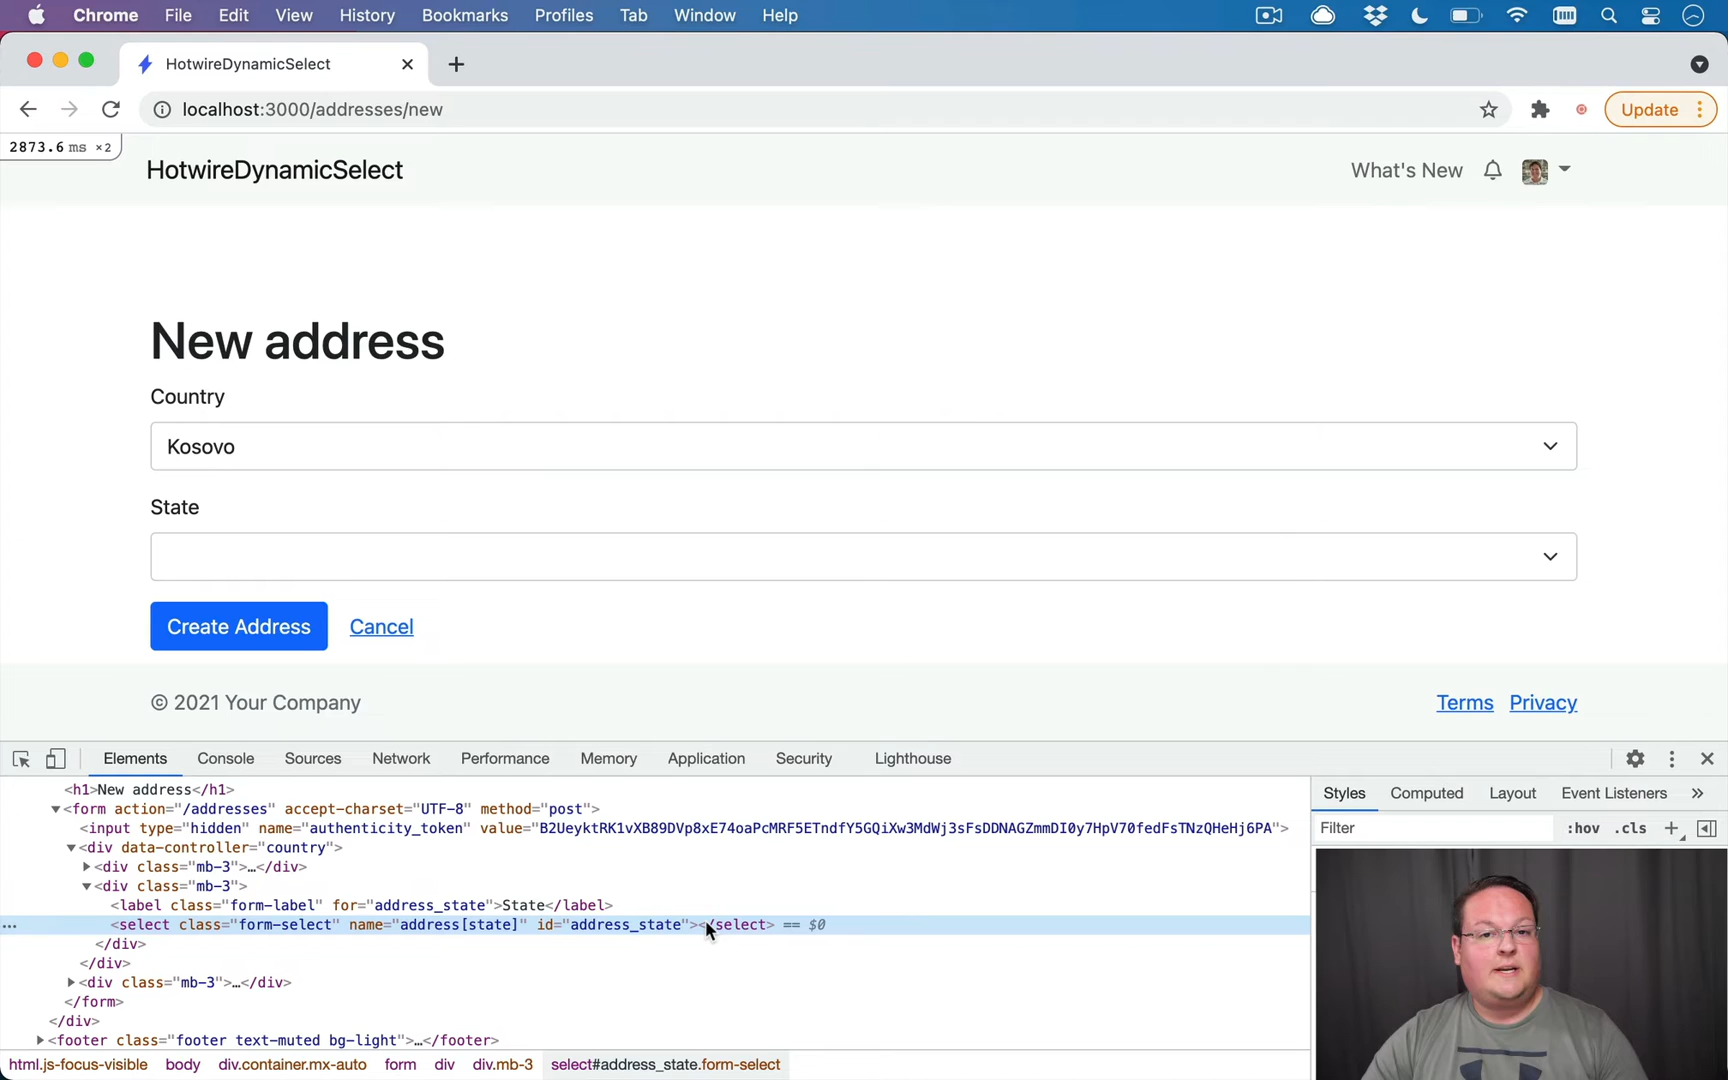 Chrome File Edit View History Bookmarks Profiles Tab Window Help
HotwireDynamicSelect
localhost:3000/addresses/new
Update
2873.6 ms ×2
HotwireDynamicSelect
What's New
New address
Country
Kosovo
State
Create Address Cancel
© 2021 Your Company
Terms Privacy
Elements Console Sources Network Performance Memory Application Security Lighthouse
<h1>New address</h1>
<form action="/addresses" accept-charset="UTF-8" method="post">
<input type="hidden" name="authenticity_token" value="B2UeyktRK1vXB89DVp8xE74oaPcMRF5ETndfY5GQiXw3MdWj3sFsDDNAGZmmDI0y7HpV70fedFsTNzQHeHj6PA">
<div data-controller="country">
<div class="mb-3">…</div>
<div class="mb-3">
<label class="form-label" for="address_state">State</label>
… <select class="form-select" name="address[state]" id="address_state"></select> == $0
</div>
</div>
<div class="mb-3">…</div>
</form>
</div>
<footer class="footer text-muted bg-light">…</footer>
html.js-focus-visible body div.container.mx-auto form div div.mb-3 select#address_state.form-select
Styles Computed Layout Event Listeners »
Filter :hov .cls +